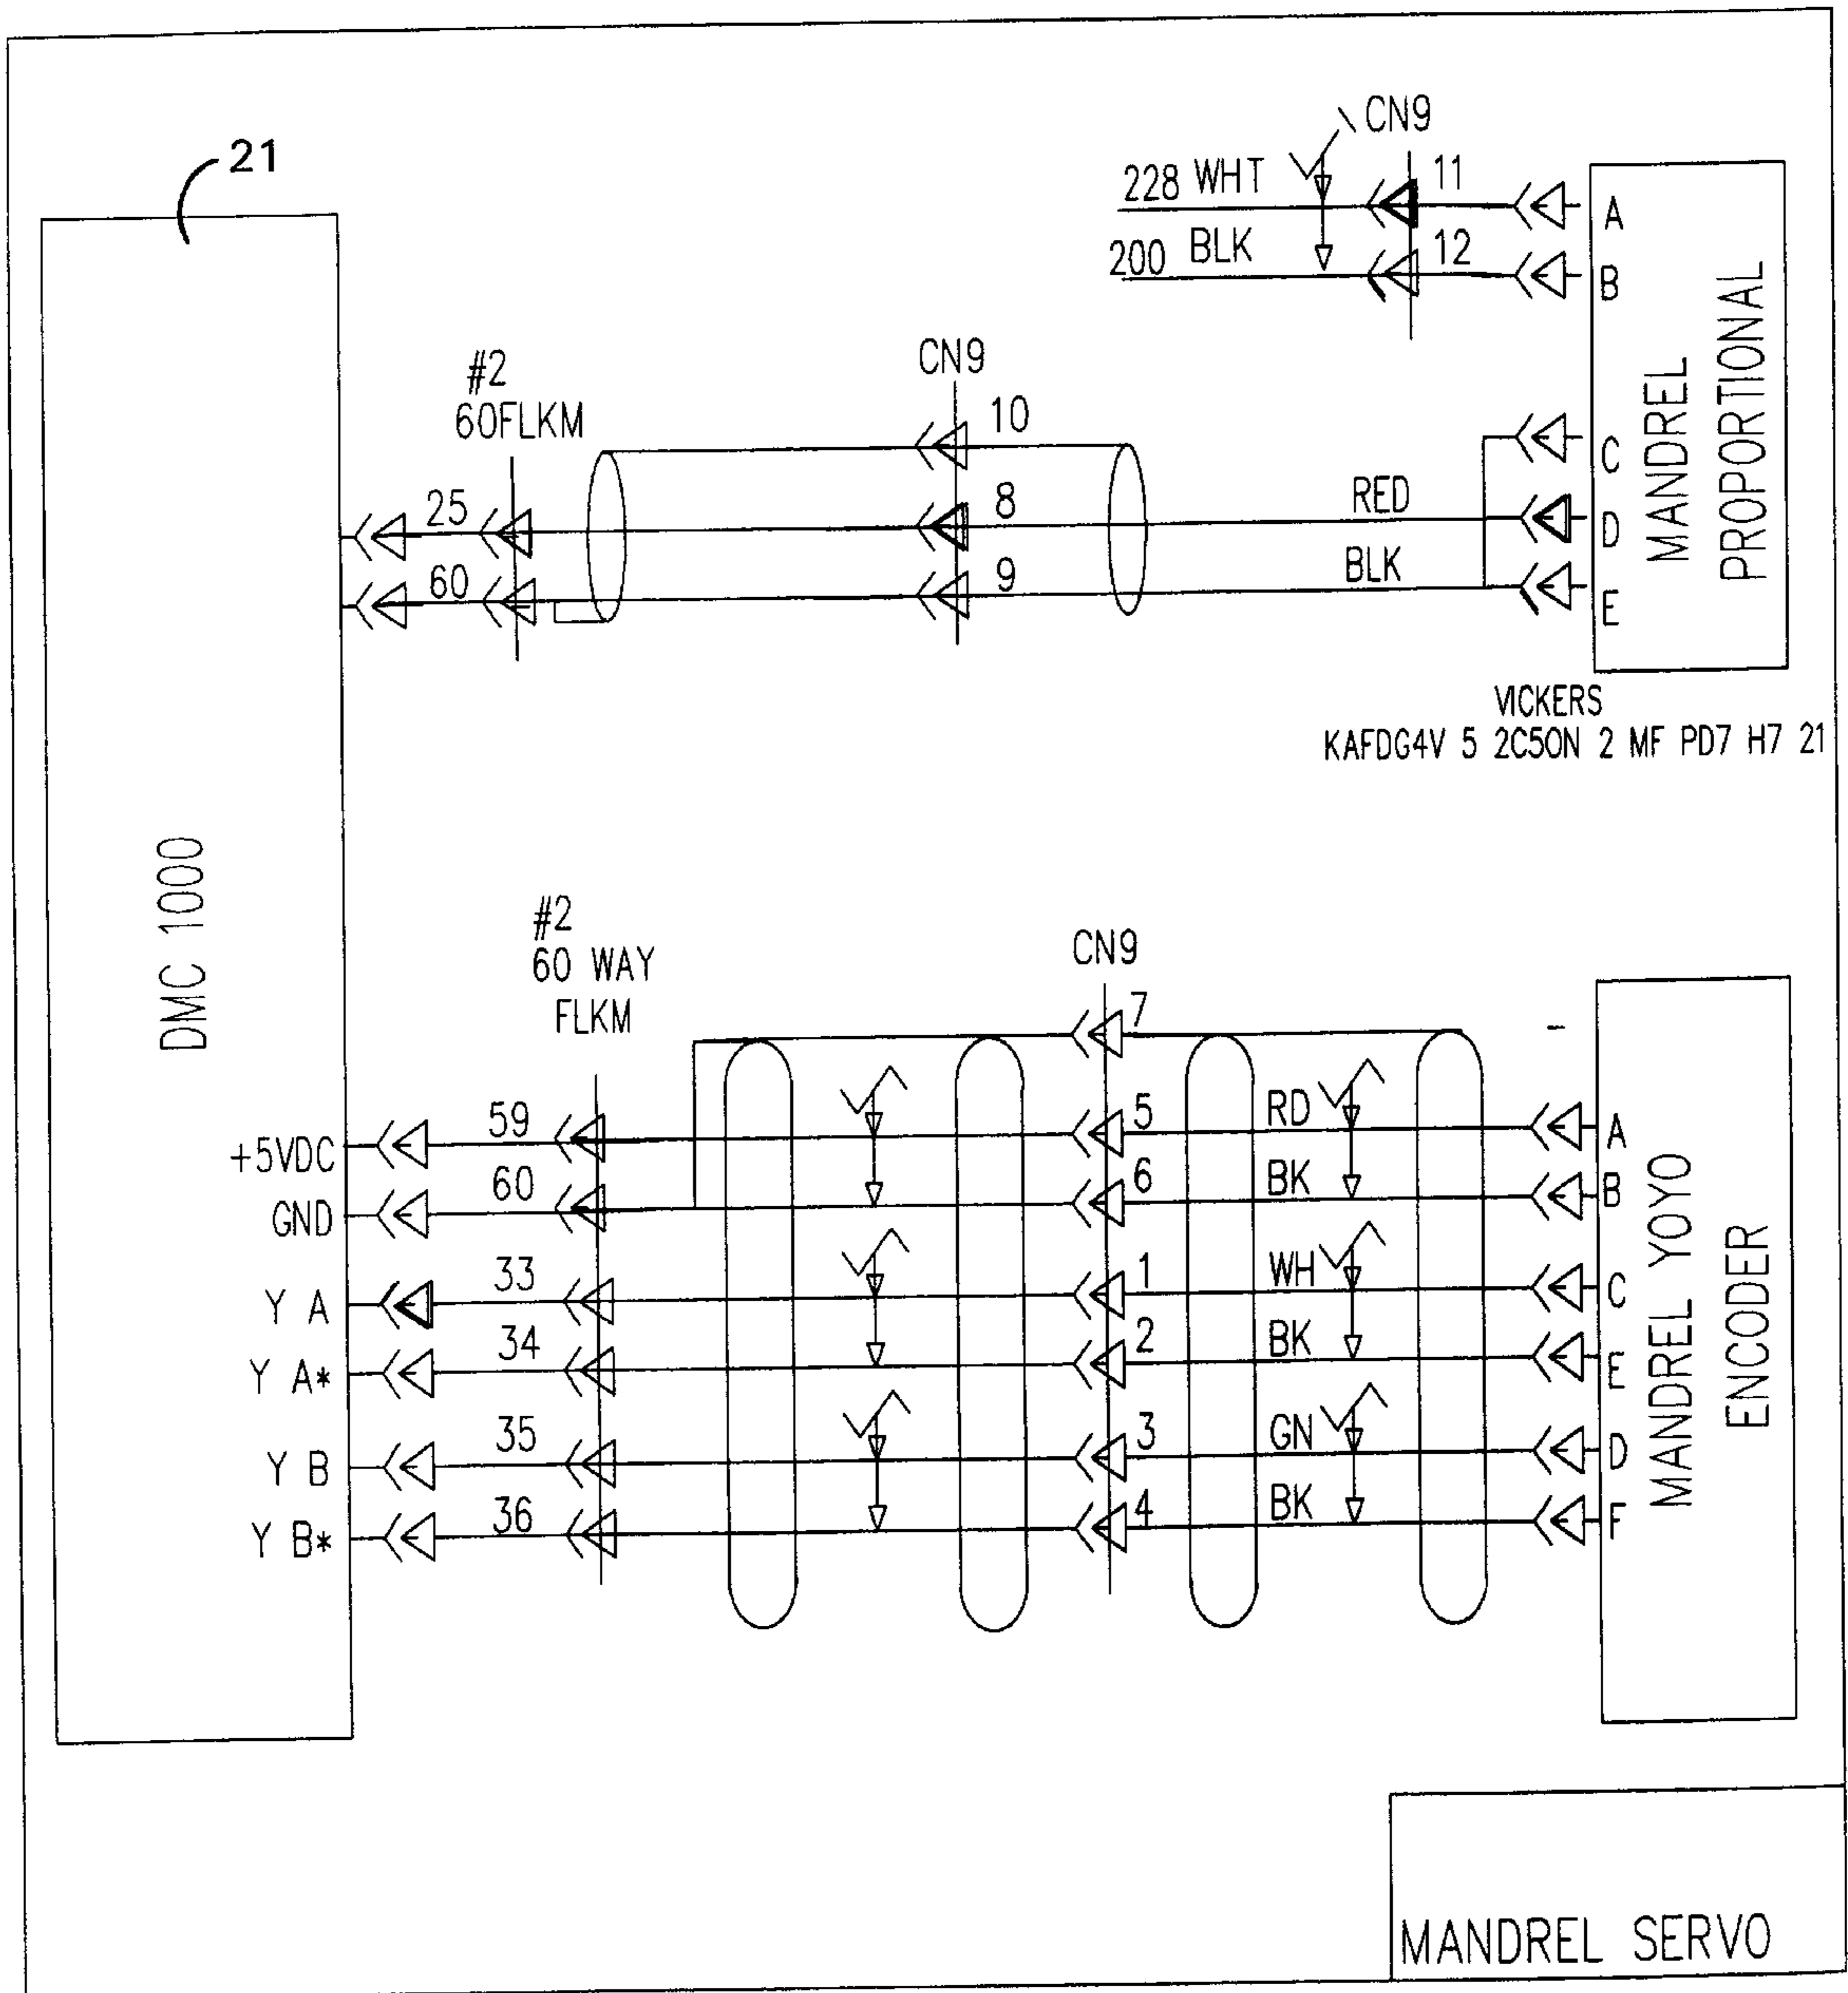 21
CN9
228 WHT 11 A
200 BLK 12 B
MANDREL
PROPORTIONAL
#2
60FLKM
CN9
10 C
25 8 RED D
60 9 BLK E
VICKERS
KAFDG4V 5 2C50N 2 MF PD7 H7 21
DMC 1000
#2
60 WAY
FLKM
CN9
7 -
+5VDC 59 5 RD A
GND 60 6 BK B
Y A 33 1 WH C
Y A* 34 2 BK E
Y B 35 3 GN D
Y B* 36 4 BK F
MANDREL YOYO
ENCODER
MANDREL SERVO